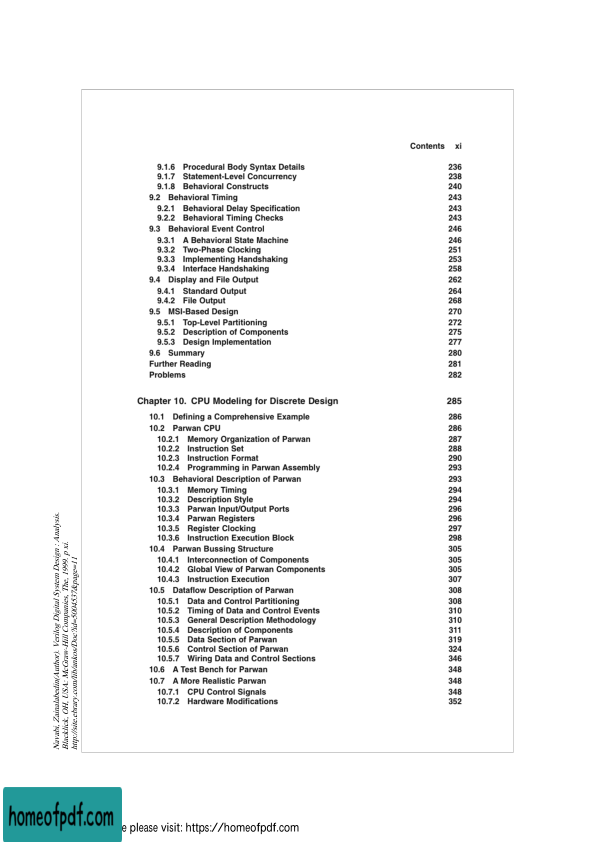 Contents xi
9.1.6 Procedural Body Syntax Details 236
9.1.7 Statement-Level Concurrency 238
9.1.8 Behavioral Constructs 240
9.2 Behavioral Timing 243
9.2.1 Behavioral Delay Specification 243
9.2.2 Behavioral Timing Checks 243
9.3 Behavioral Event Control 246
9.3.1 A Behavioral State Machine 246
9.3.2 Two-Phase Clocking 251
9.3.3 Implementing Handshaking 253
9.3.4 Interface Handshaking 258
9.4 Display and File Output 262
9.4.1 Standard Output 264
9.4.2 File Output 268
9.5 MSI-Based Design 270
9.5.1 Top-Level Partitioning 272
9.5.2 Description of Components 275
9.5.3 Design Implementation 277
9.6 Summary 280
Further Reading 281
Problems 282
Chapter 10. CPU Modeling for Discrete Design 285
10.1 Defining a Comprehensive Example 286
10.2 Parwan CPU 286
10.2.1 Memory Organization of Parwan 287
10.2.2 Instruction Set 288
10.2.3 Instruction Format 290
10.2.4 Programming in Parwan Assembly 293
10.3 Behavioral Description of Parwan 293
10.3.1 Memory Timing 294
10.3.2 Description Style 294
10.3.3 Parwan Input/Output Ports 296
10.3.4 Parwan Registers 296
10.3.5 Register Clocking 297
10.3.6 Instruction Execution Block 298
10.4 Parwan Bussing Structure 305
10.4.1 Interconnection of Components 305
10.4.2 Global View of Parwan Components 305
10.4.3 Instruction Execution 307
10.5 Dataflow Description of Parwan 308
10.5.1 Data and Control Partitioning 308
10.5.2 Timing of Data and Control Events 310
10.5.3 General Description Methodology 310
10.5.4 Description of Components 311
10.5.5 Data Section of Parwan 319
10.5.6 Control Section of Parwan 324
10.5.7 Wiring Data and Control Sections 346
10.6 A Test Bench for Parwan 348
10.7 A More Realistic Parwan 348
10.7.1 CPU Control Signals 348
10.7.2 Hardware Modifications 352
Navabi, Zainalabedin(Author). Verilog Digital System Design : Analysis.
Blacklick, OH, USA: McGraw-Hill Companies, The, 1999. p xi.
http://site.ebrary.com/lib/ankos/Doc?id=5004537&page=11
homeofpdf.com
e please visit: https://homeofpdf.com